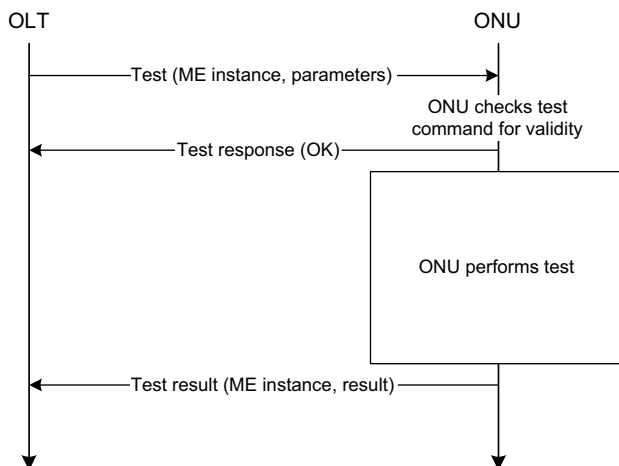 OLT
ONU
Test (ME instance, parameters)
ONU checks test
command for validity
Test response (OK)
ONU performs test
Test result (ME instance, result)